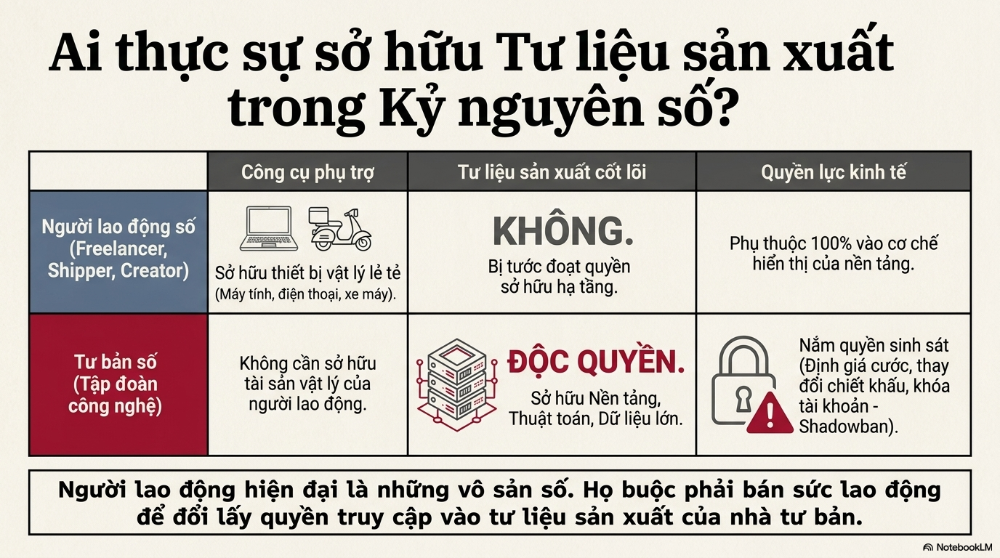 Ai thực sự sở hữu Tư liệu sản xuất
trong Kỷ nguyên số?
Công cụ phụ trợ
Tư liệu sản xuất cốt lõi
Quyền lực kinh tế
Người lao động số
(Freelancer,
Shipper, Creator)
Sở hữu thiết bị vật lý lẻ tẻ
(Máy tính, điện thoại, xe máy).
KHÔNG.
Bị tước đoạt quyền
sở hữu hạ tầng.
Phụ thuộc 100% vào cơ chế
hiển thị của nền tảng.
Tư bản số
(Tập đoàn
công nghệ)
Không cần sở hữu
tài sản vật lý của
người lao động.
ĐỘC QUYỀN.
Sở hữu Nền tảng,
Thuật toán, Dữ liệu lớn.
Nắm quyền sinh sát
(Định giá cước, thay
đổi chiết khấu, khóa
tài khoản -
Shadowban).
Người lao động hiện đại là những vô sản số. Họ buộc phải bán sức lao động
để đổi lấy quyền truy cập vào tư liệu sản xuất của nhà tư bản.
NotebookLM